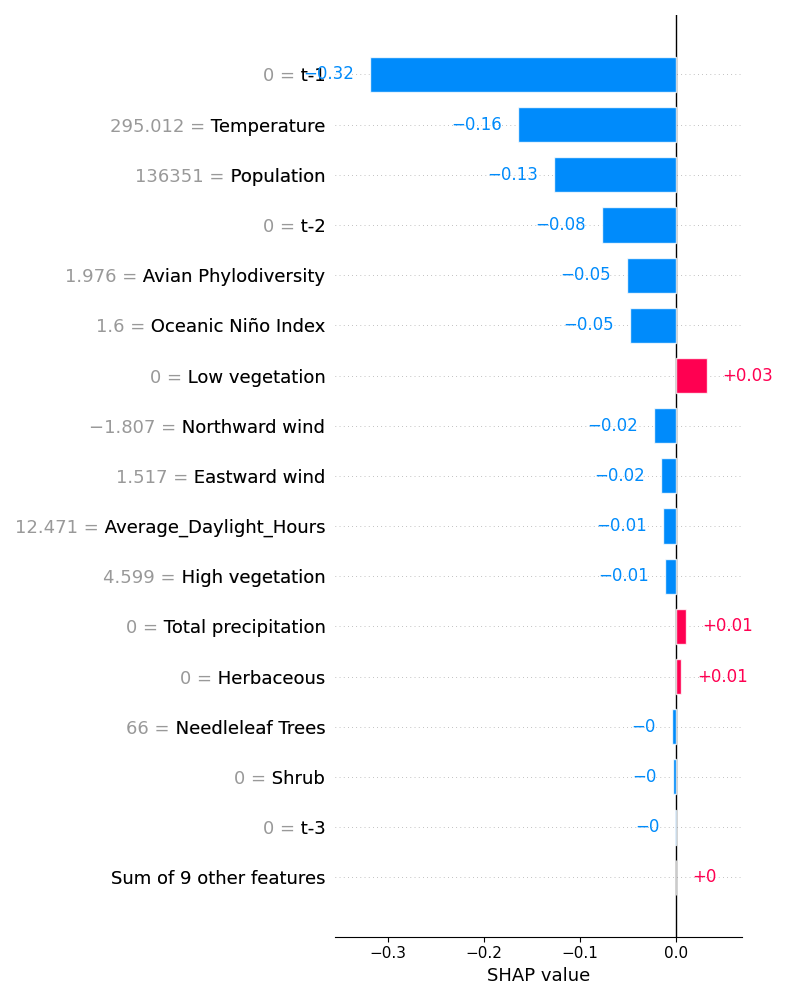 0 = t-1 −0.32
295.012 = Temperature −0.16
136351 = Population −0.13
0 = t-2 −0.08
1.976 = Avian Phylodiversity −0.05
1.6 = Oceanic Niño Index −0.05
0 = Low vegetation +0.03
−1.807 = Northward wind −0.02
1.517 = Eastward wind −0.02
12.471 = Average_Daylight_Hours −0.01
4.599 = High vegetation −0.01
0 = Total precipitation +0.01
0 = Herbaceous +0.01
66 = Needleleaf Trees −0
0 = Shrub −0
0 = t-3 −0
Sum of 9 other features +0
−0.3 −0.2 −0.1 0.0
SHAP value